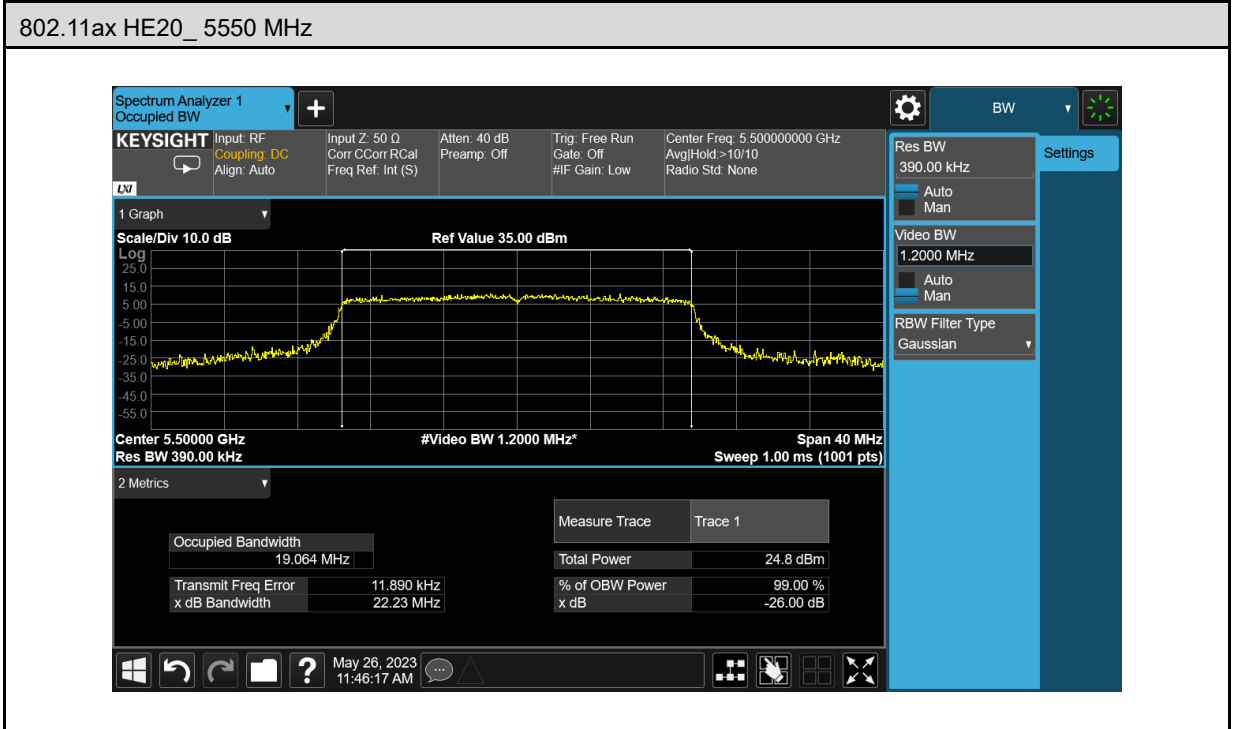 802.11ax HE20_ 5550 MHz
Spectrum Analyzer 1
Occupied BW
+
BW
KEYSIGHT
LXI
Input: RF
Coupling: DC
Align: Auto
Input Z: 50 Ω
Corr CCorr RCal
Freq Ref: Int (S)
Atten: 40 dB
Preamp: Off
Trig: Free Run
Gate: Off
#IF Gain: Low
Center Freq: 5.500000000 GHz
Avg|Hold:>10/10
Radio Std: None
Settings
Res BW
390.00 kHz
Auto
Man
Video BW
1.2000 MHz
Auto
Man
RBW Filter Type
Gaussian
1 Graph
Scale/Div 10.0 dB
Ref Value 35.00 dBm
Log
25.0
15.0
5.00
-5.00
-15.0
-25.0
-35.0
-45.0
-55.0
Center 5.50000 GHz
#Video BW 1.2000 MHz*
Span 40 MHz
Res BW 390.00 kHz
Sweep 1.00 ms (1001 pts)
2 Metrics
Measure Trace
Trace 1
Occupied Bandwidth
19.064 MHz
Total Power
24.8 dBm
Transmit Freq Error
11.890 kHz
% of OBW Power
99.00 %
x dB Bandwidth
22.23 MHz
x dB
-26.00 dB
?
May 26, 2023
11:46:17 AM